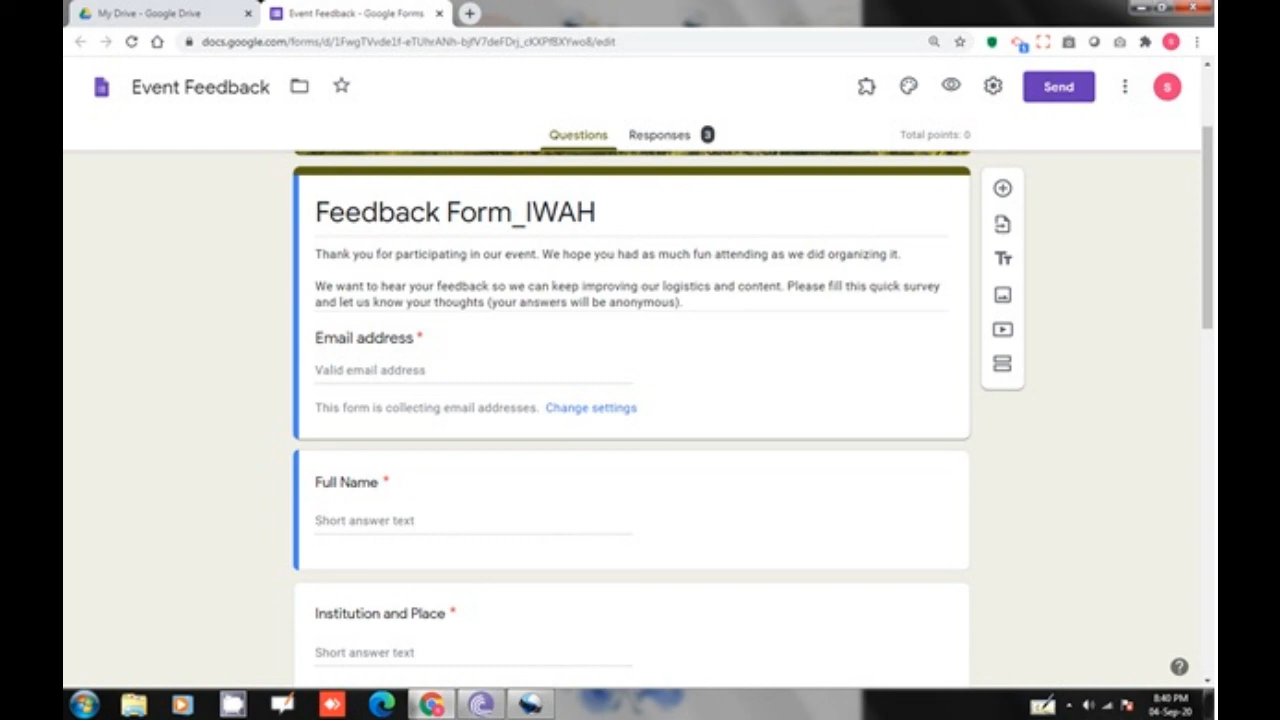 My Drive - Google Drive
Event Feedback - Google Forms
Event Feedback
Send
S
Questions
Responses 3
Total points: 0
Feedback Form_IWAH
Thank you for participating in our event. We hope you had as much fun attending as we did organizing it.
We want to hear your feedback so we can keep improving our logistics and content. Please fill this quick survey
and let us know your thoughts (your answers will be anonymous).
Email address *
Valid email address
This form is collecting email addresses. Change settings
Full Name *
Short answer text
Institution and Place *
Short answer text
8:40 PM
04-Sep-20